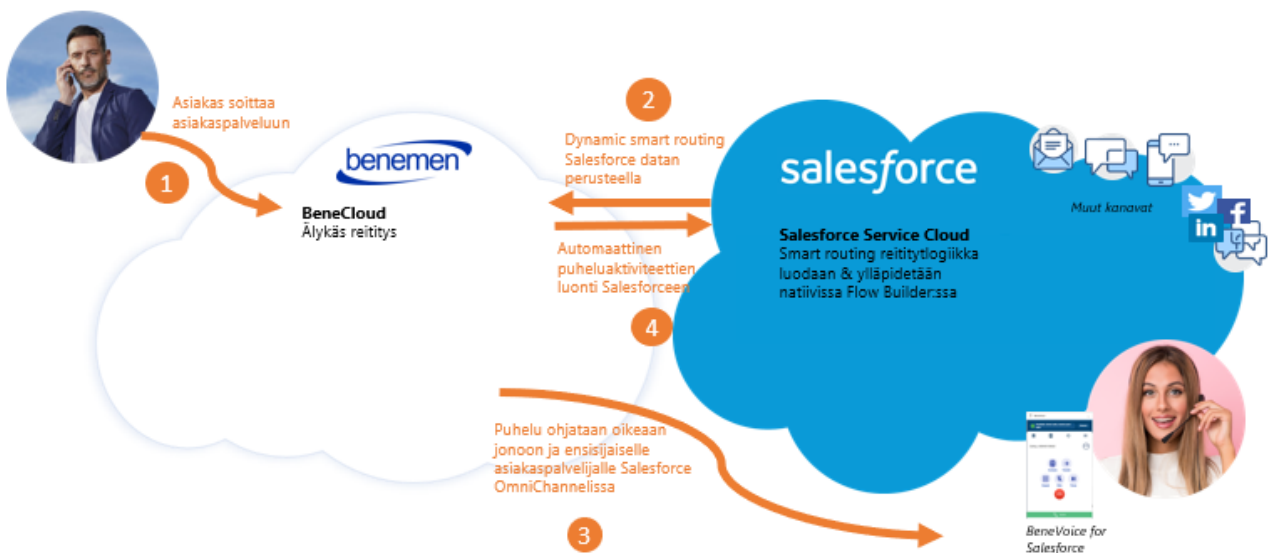 Asiakas soittaa
asiakaspalveluun
1
benemen
BeneCloud
Älykäs reititys
2
Dynamic smart routing
Salesforce datan
perusteella
Automaattinen
puheluaktiviteettien
luonti Salesforceen
4
salesforce
Salesforce Service Cloud
Smart routing reititytlogiikka
luodaan & ylläpidetään
natiivissa Flow Builder:ssa
Muut kanavat
f
in
Puhelu ohjataan oikeaan
jonoon ja ensisijaiselle
asiakaspalvelijalle Salesforce
OmniChannelissa
3
BeneVoice for
Salesforce